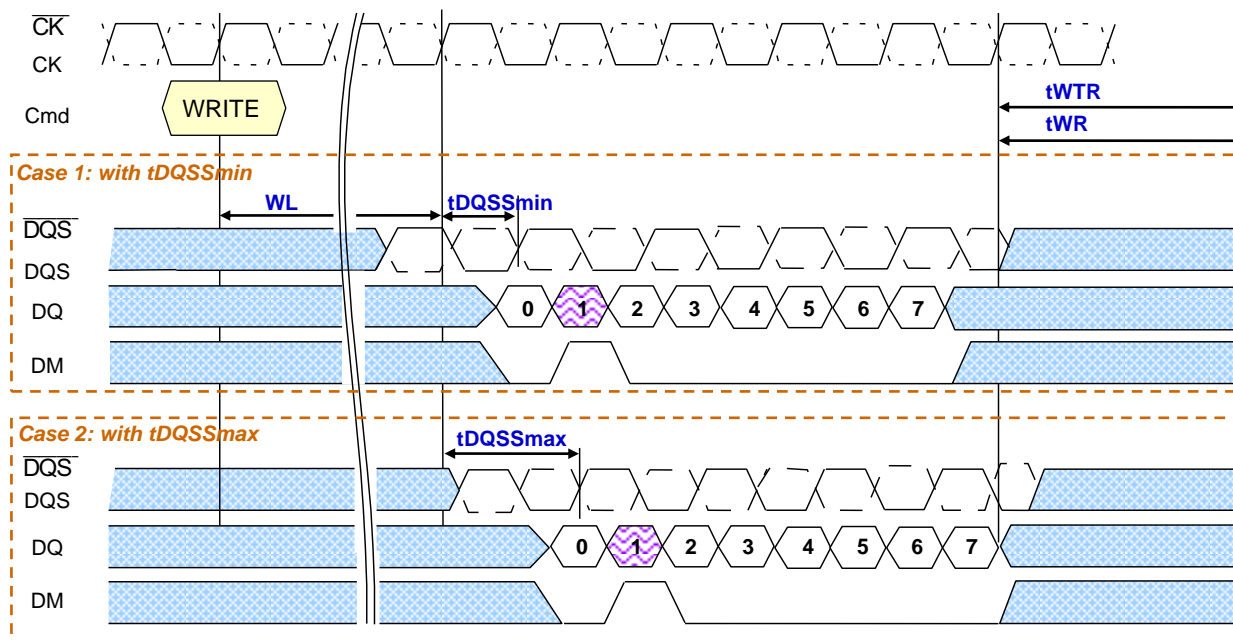 CK
CK
Cmd
WRITE
tWTR
tWR
Case 1: with tDQSSmin
WL
tDQSSmin
DQS
DQS
DQ
0 1 2 3 4 5 6 7
DM
Case 2: with tDQSSmax
tDQSSmax
DQS
DQS
DQ
0 1 2 3 4 5 6 7
DM